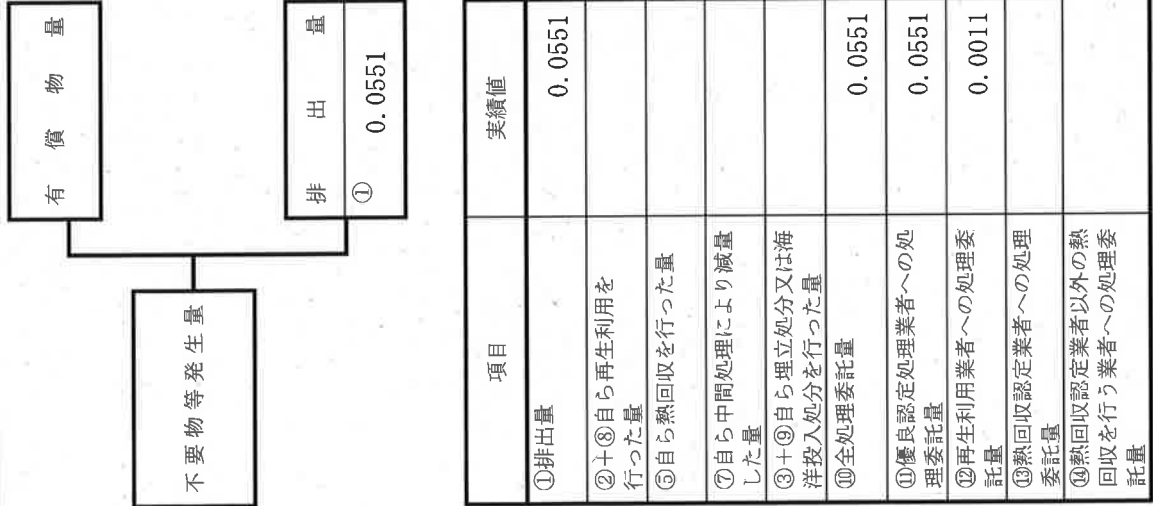 有償物量
不要物等発生量
排出量
①
0.0551
項目
実績値
①排出量
0.0551
②+⑧自ら再生利用を
行った量
⑤自ら熱回収を行った量
⑦自ら中間処理により減量
した量
③+⑨自ら埋立処分又は海
洋投入処分を行った量
⑩全処理委託量
0.0551
⑪優良認定処理業者への処
理委託量
0.0551
⑫再生利用業者への処理委
託量
0.0011
⑬熱回収認定業者への処理
委託量
⑭熱回収認定業者以外の熱
回収を行う業者への処理委
託量